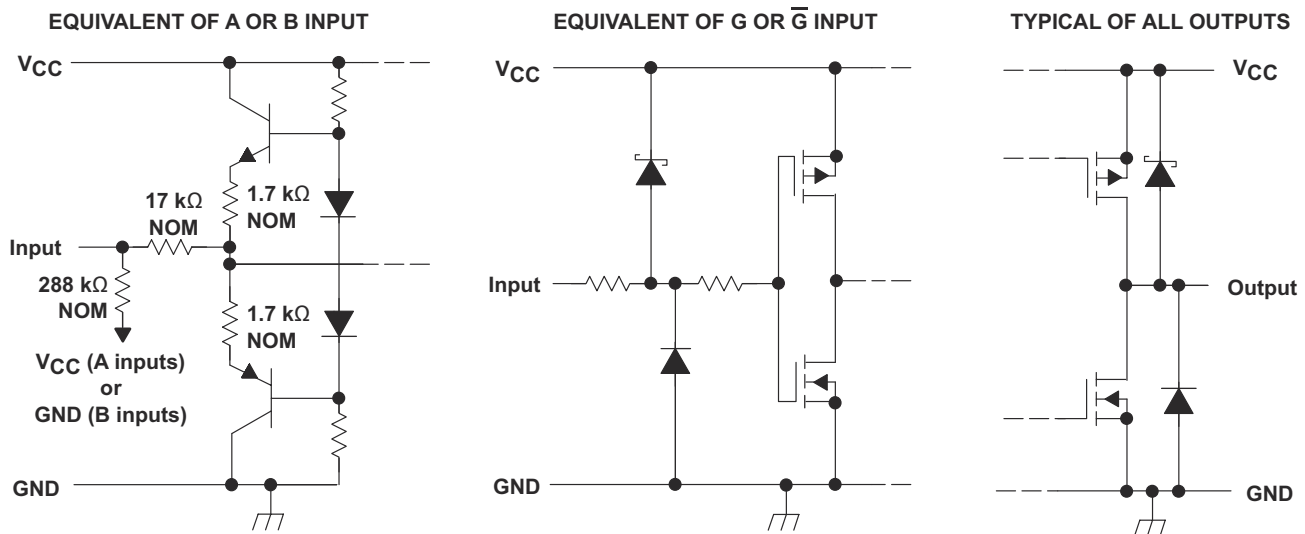 EQUIVALENT OF A OR B INPUT
VCC
17 kΩ
NOM
1.7 kΩ
NOM
Input
288 kΩ
NOM
1.7 kΩ
NOM
VCC (A inputs)
or
GND (B inputs)
GND
EQUIVALENT OF G OR G̅ INPUT
VCC
Input
GND
TYPICAL OF ALL OUTPUTS
VCC
Output
GND